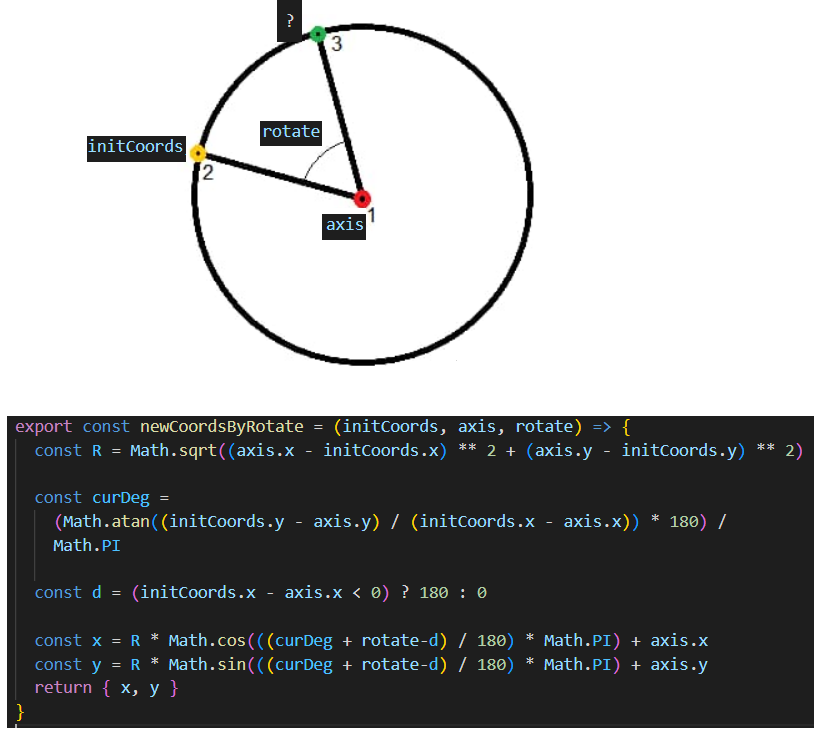 ?
3
rotate
initCoords
2
1
axis
export const newCoordsByRotate = (initCoords, axis, rotate) => {
const R = Math.sqrt((axis.x - initCoords.x) ** 2 + (axis.y - initCoords.y) ** 2)
const curDeg =
(Math.atan((initCoords.y - axis.y) / (initCoords.x - axis.x)) * 180) /
Math.PI
const d = (initCoords.x - axis.x < 0) ? 180 : 0
const x = R * Math.cos(((curDeg + rotate-d) / 180) * Math.PI) + axis.x
const y = R * Math.sin(((curDeg + rotate-d) / 180) * Math.PI) + axis.y
return { x, y }
}